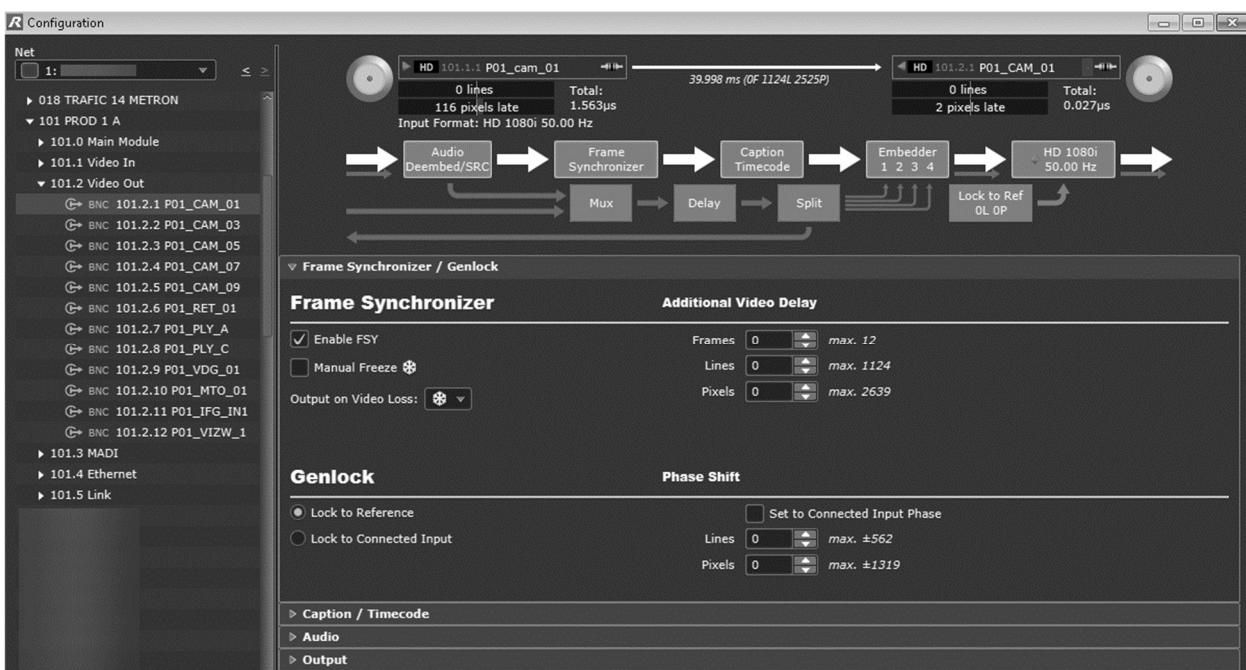 R Configuration
Net
1:
< >
018 TRAFIC 14 METRON
101 PROD 1 A
101.0 Main Module
101.1 Video In
101.2 Video Out
BNC 101.2.1 P01_CAM_01
BNC 101.2.2 P01_CAM_03
BNC 101.2.3 P01_CAM_05
BNC 101.2.4 P01_CAM_07
BNC 101.2.5 P01_CAM_09
BNC 101.2.6 P01_RET_01
BNC 101.2.7 P01_PLY_A
BNC 101.2.8 P01_PLY_C
BNC 101.2.9 P01_VDG_01
BNC 101.2.10 P01_MTO_01
BNC 101.2.11 P01_IFG_IN1
BNC 101.2.12 P01_VIZW_1
101.3 MADI
101.4 Ethernet
101.5 Link
HD 101.1.1 P01_cam_01
0 lines
116 pixels late
Total:
1.563µs
Input Format: HD 1080i 50.00 Hz
39.998 ms (0F 1124L 2525P)
HD 101.2.1 P01_CAM_01
0 lines
2 pixels late
Total:
0.027µs
Audio
Deembed/SRC
Frame
Synchronizer
Caption
Timecode
Embedder
1 2 3 4
HD 1080i
50.00 Hz
Mux
Delay
Split
Lock to Ref
0L 0P
Frame Synchronizer / Genlock
Frame Synchronizer
Enable FSY
Manual Freeze
Output on Video Loss:
Additional Video Delay
Frames 0 max. 12
Lines 0 max. 1124
Pixels 0 max. 2639
Genlock
Lock to Reference
Lock to Connected Input
Phase Shift
Set to Connected Input Phase
Lines 0 max. ±562
Pixels 0 max. ±1319
Caption / Timecode
Audio
Output